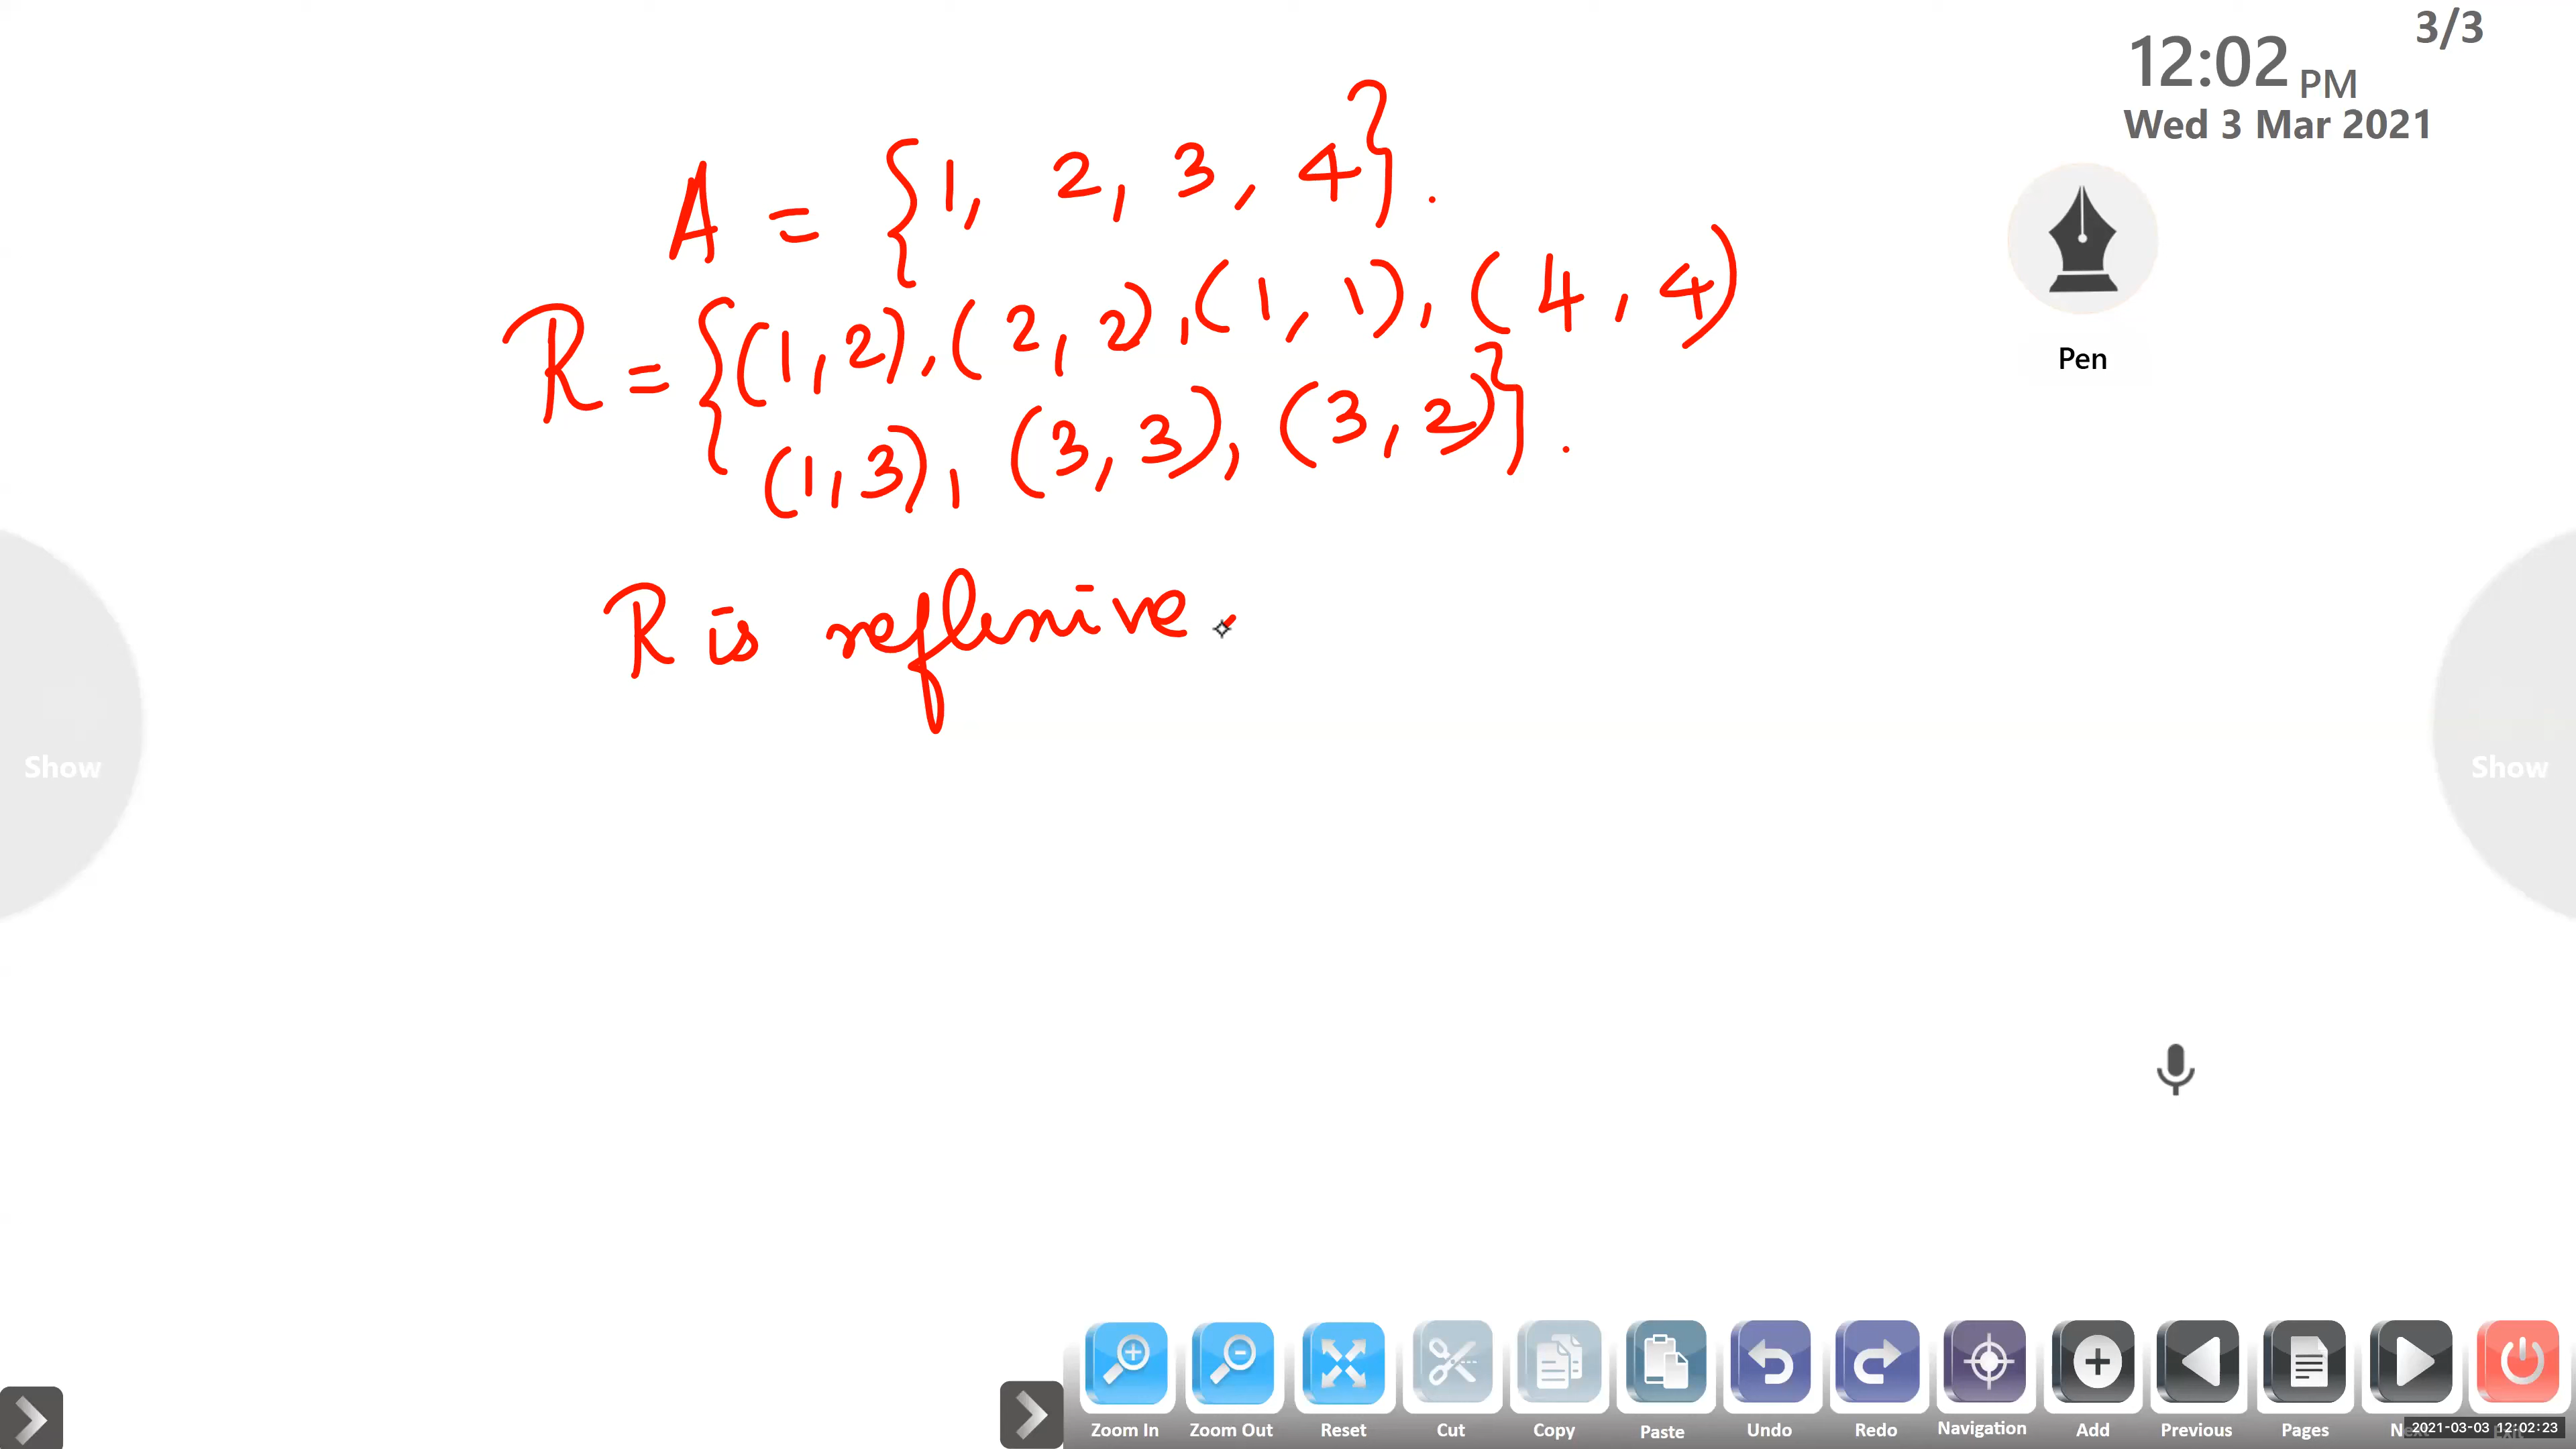 3/3
12:02 PM
Wed 3 Mar 2021
A = {1, 2, 3, 4}.
R = {(1,2), (2,2), (1,1), (4,4)
(1,3), (3,3), (3,2)}.
Pen
R is reflexive.
Show
Show
Zoom In Zoom Out Reset Cut Copy Paste Undo Redo Navigation Add Previous Pages
2021-03-03 12:02:23